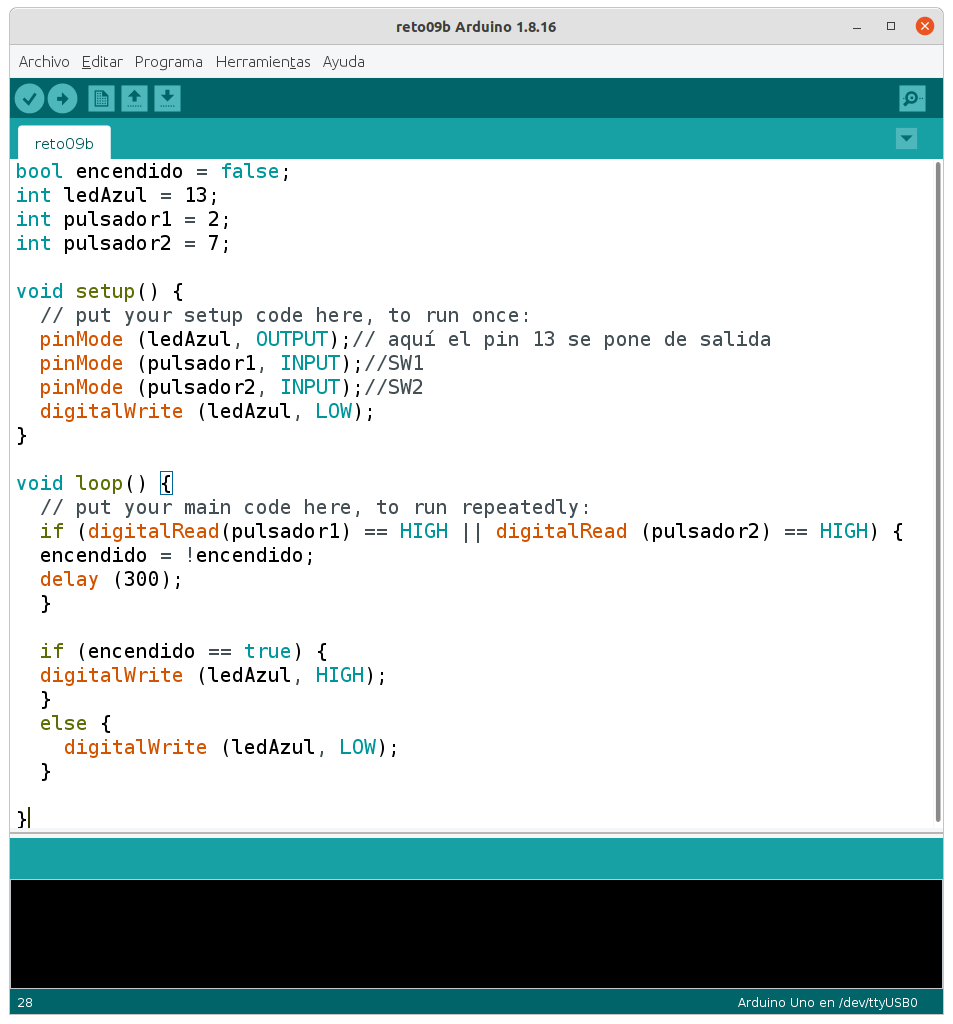 reto09b Arduino 1.8.16
Archivo Editar Programa Herramientas Ayuda
reto09b
bool encendido = false;
int ledAzul = 13;
int pulsador1 = 2;
int pulsador2 = 7;
void setup() {
  // put your setup code here, to run once:
  pinMode (ledAzul, OUTPUT);// aquí el pin 13 se pone de salida
  pinMode (pulsador1, INPUT);//SW1
  pinMode (pulsador2, INPUT);//SW2
  digitalWrite (ledAzul, LOW);
}
void loop() {
  // put your main code here, to run repeatedly:
  if (digitalRead(pulsador1) == HIGH || digitalRead (pulsador2) == HIGH) {
  encendido = !encendido;
  delay (300);
  }
  if (encendido == true) {
  digitalWrite (ledAzul, HIGH);
  }
  else {
    digitalWrite (ledAzul, LOW);
  }
}
28 Arduino Uno en /dev/ttyUSB0